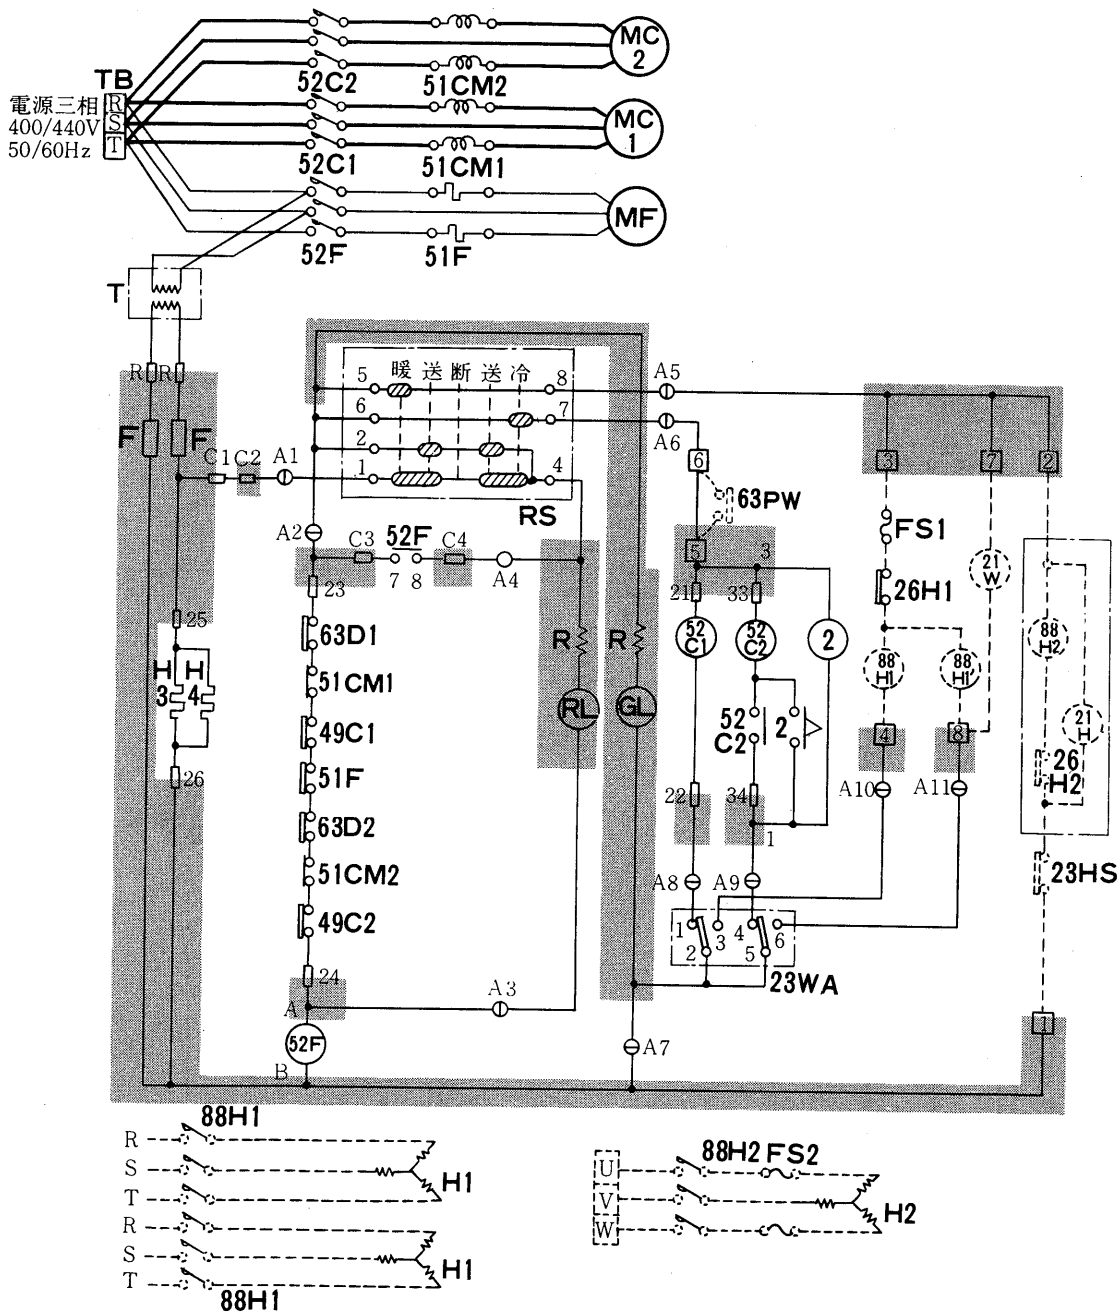 MC
2
TB
52C2
51CM2
電源三相
R
400/440V
S
50/60Hz
T
MC
1
52C1
51CM1
MF
52F
51F
T
R
R
暖 送 断 送 冷
5
8
A5
6
7
A6
F
F
2
C1
C2
A1
1
4
6
3
7
2
RS
63PW
A2
C3
52F
C4
7
8
A4
5
3
FS1
21
W
23
21
33
26H1
25
63D1
R
R
52
C1
52
C2
2
88
H2
H
3
H
4
51CM1
88
H1
88
H1
RL
GL
49C1
52
C2
2
4
8
21
H
26
51F
26
H2
22
34
A10
A11
63D2
1
51CM2
A8
A9
23HS
49C2
1
3
4
6
2
5
24
23WA
A
A3
52F
1
B
A7
88H1
R
S
T
H1
R
S
T
H1
88H1
88H2
FS2
U
V
W
H2